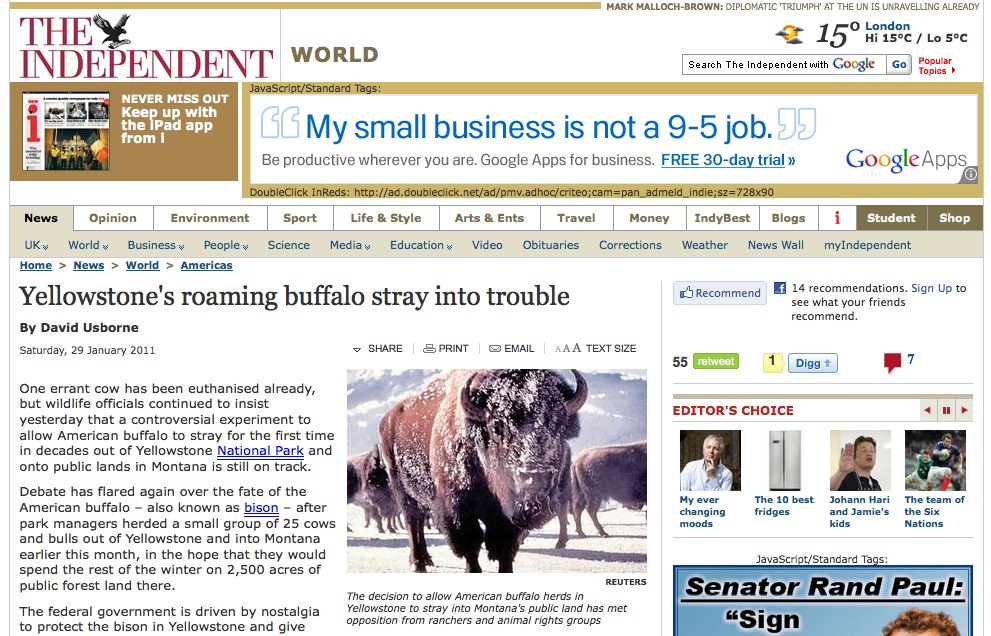 MARK MALLOCH-BROWN: DIPLOMATIC 'TRIUMPH' AT THE UN IS UNRAVELLING ALREADY
THE
INDEPENDENT
WORLD
15° London
Hi 15°C / Lo 5°C
Search The Independent with Google Go
Popular
Topics
NEVER MISS OUT
Keep up with
the iPad app
from i
NEW
i
JavaScript/Standard Tags:
“My small business is not a 9-5 job.”
Be productive wherever you are. Google Apps for business. FREE 30-day trial »
Google Apps
DoubleClick InReds: http://ad.doubleclick.net/ad/pmv.adhoc/criteo;cam=pan_admeld_indie;sz=728x90
News Opinion Environment Sport Life & Style Arts & Ents Travel Money IndyBest Blogs i Student Shop
UK World Business People Science Media Education Video Obituaries Corrections Weather News Wall myIndependent
Home > News > World > Americas
Yellowstone's roaming buffalo stray into trouble
By David Usborne
Saturday, 29 January 2011
SHARE PRINT EMAIL AAA TEXT SIZE
One errant cow has been euthanised already,
but wildlife officials continued to insist
yesterday that a controversial experiment to
allow American buffalo to stray for the first time
in decades out of Yellowstone National Park and
onto public lands in Montana is still on track.
Debate has flared again over the fate of the
American buffalo – also known as bison – after
park managers herded a small group of 25 cows
and bulls out of Yellowstone and into Montana
earlier this month, in the hope that they would
spend the rest of the winter on 2,500 acres of
public forest land there.
The federal government is driven by nostalgia
to protect the bison in Yellowstone and give
REUTERS
The decision to allow American buffalo herds in
Yellowstone to stray into Montana's public land has met
opposition from ranchers and animal rights groups
Recommend
14 recommendations. Sign Up to
see what your friends
recommend.
55 retweet
1 Digg
7
EDITOR'S CHOICE
My ever
changing
moods
The 10 best
fridges
Johann Hari
and Jamie's
kids
The team of
the Six
Nations
JavaScript/Standard Tags:
Senator Rand Paul:
“Sign